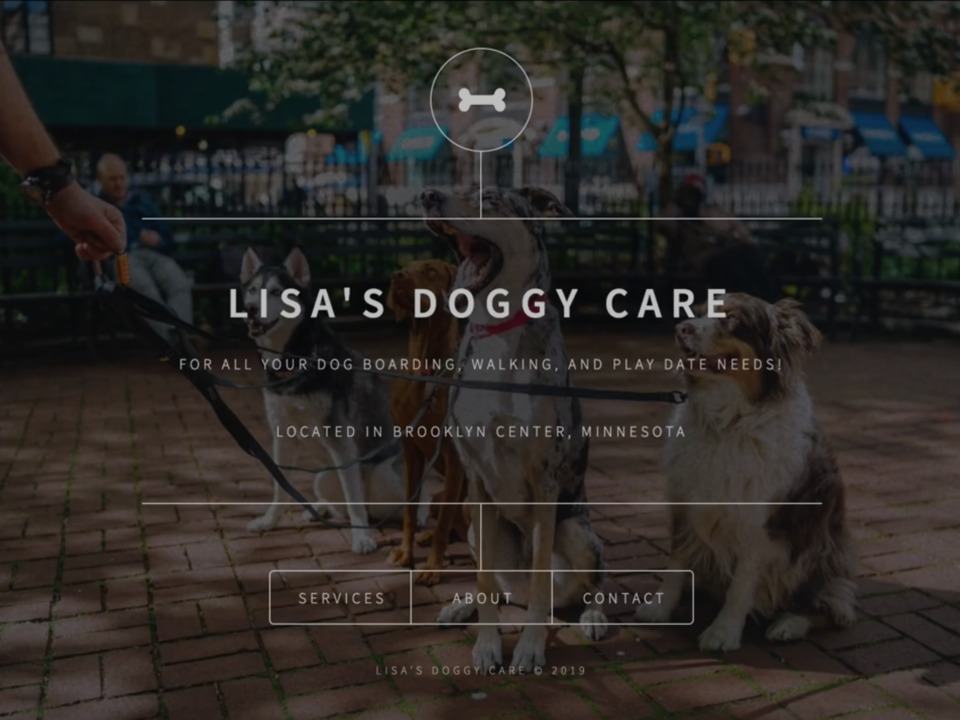 LISA'S DOGGY CARE
FOR ALL YOUR DOG BOARDING, WALKING, AND PLAY DATE NEEDS!
LOCATED IN BROOKLYN CENTER, MINNESOTA
SERVICES ABOUT CONTACT
LISA'S DOGGY CARE © 2019